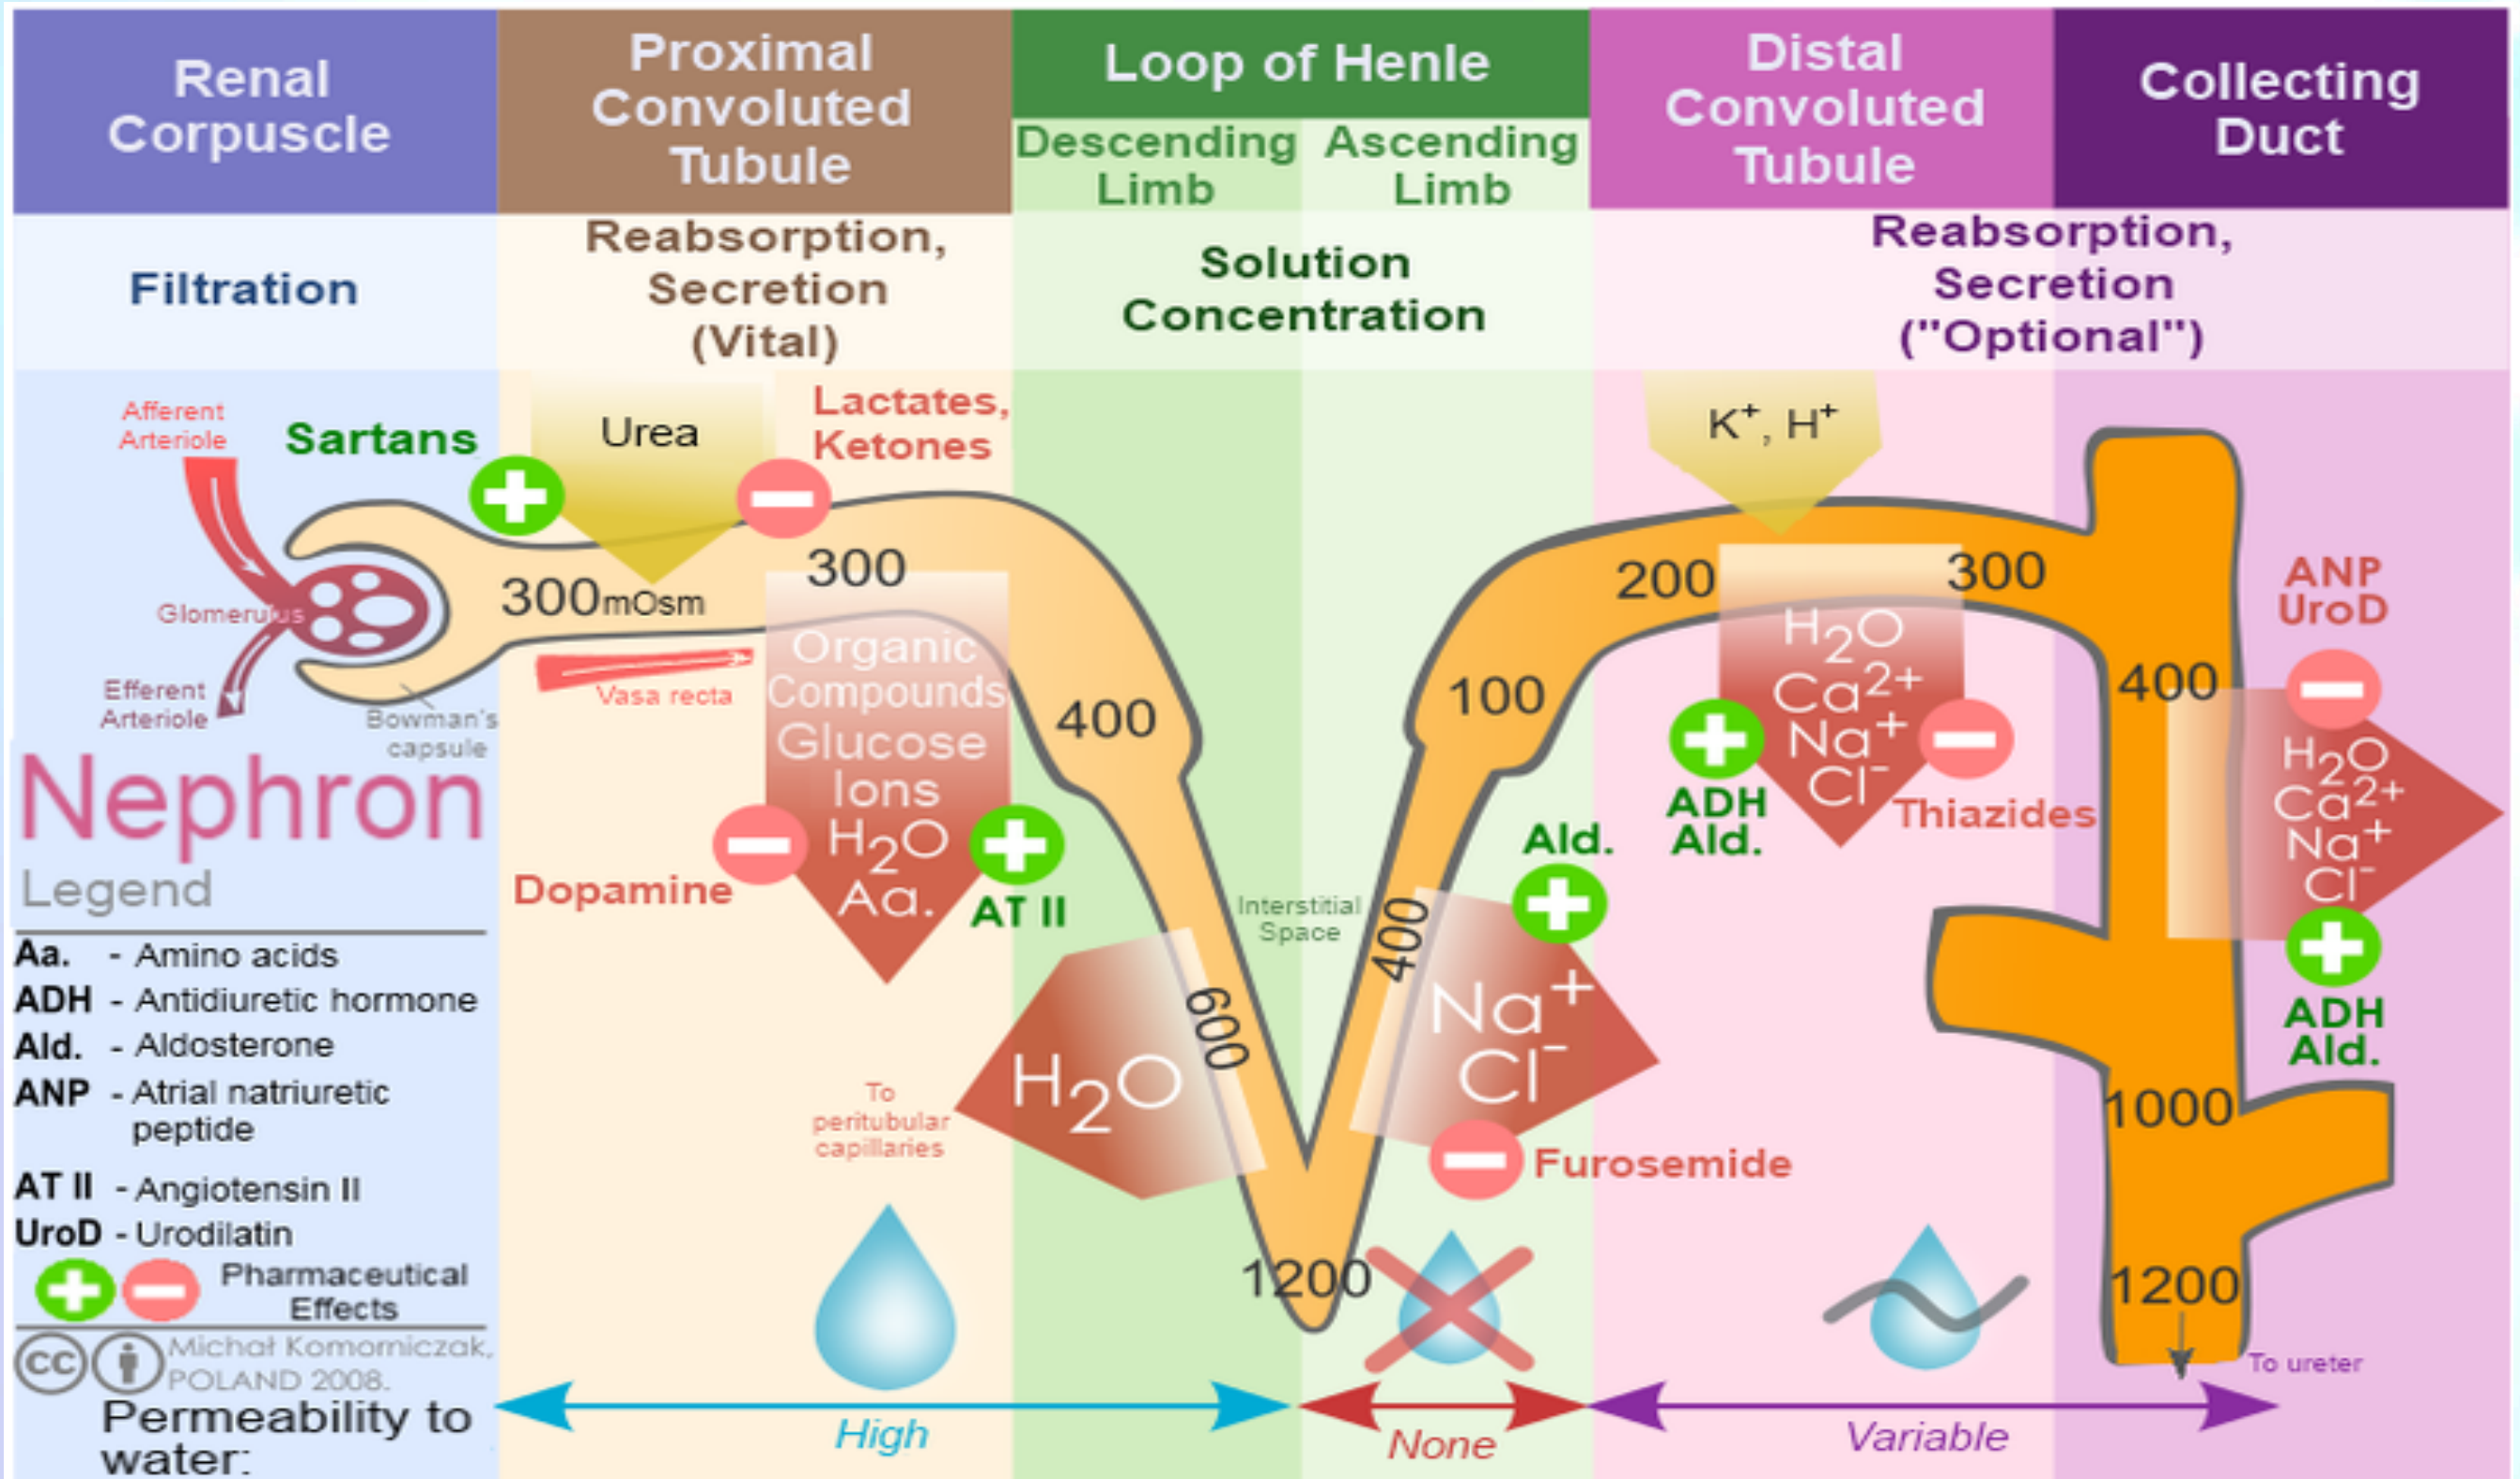 Renal
Corpuscle
Proximal
Convoluted
Tubule
Loop of Henle
Descending
Limb
Ascending
Limb
Distal
Convoluted
Tubule
Collecting
Duct
Filtration
Reabsorption,
Secretion
(Vital)
Solution
Concentration
Reabsorption,
Secretion
("Optional")
Afferent
Arteriole
Sartans
Urea
Lactates,
Ketones
Glomerulus
Efferent
Arteriole
Bowman's
capsule
300mOsm
300
Vasa recta
Organic
Compounds
Glucose
Ions
H2O
Aa.
Dopamine
AT II
400
600
H2O
To
peritubular
capillaries
Interstitial
Space
1200
400
100
Na+
Cl-
Ald.
Furosemide
K+, H+
200
300
H2O
Ca2+
Na+
Cl-
ADH
Ald.
Thiazides
400
1000
1200
ANP
UroD
H2O
Ca2+
Na+
Cl-
ADH
Ald.
To ureter
Nephron
Legend
Aa. - Amino acids
ADH - Antidiuretic hormone
Ald. - Aldosterone
ANP - Atrial natriuretic
peptide
AT II - Angiotensin II
UroD - Urodilatin
Pharmaceutical
Effects
cc
Michał Komorniczak,
POLAND 2008.
Permeability to
water:
High
None
Variable